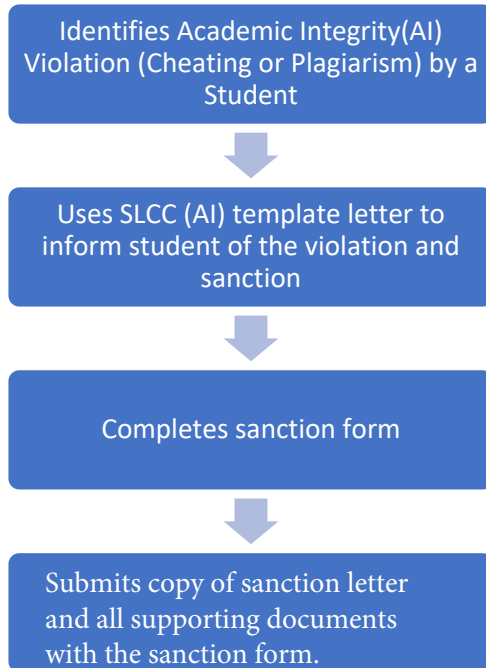 Identifies Academic Integrity(AI)
Violation (Cheating or Plagiarism) by a
Student
Uses SLCC (AI) template letter to
inform student of the violation and
sanction
Completes sanction form
Submits copy of sanction letter
and all supporting documents
with the sanction form.